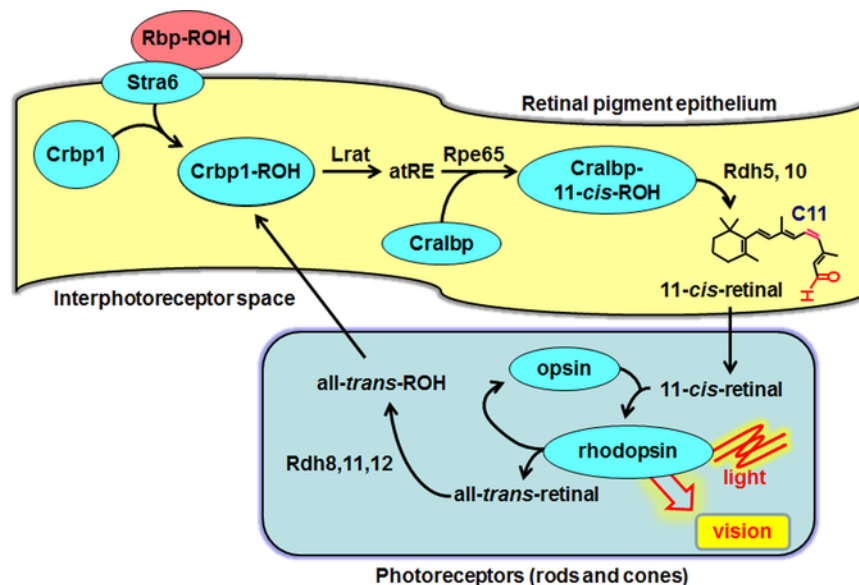 Rbp-ROH
Stra6
Retinal pigment epithelium
Crbp1
Crbp1-ROH
Lrat
atRE
Rpe65
Cralbp-
11-cis-ROH
Rdh5, 10
C11
Cralbp
O
H
11-cis-retinal
Interphotoreceptor space
all-trans-ROH
opsin
11-cis-retinal
rhodopsin
light
Rdh8,11,12
all-trans-retinal
vision
Photoreceptors (rods and cones)